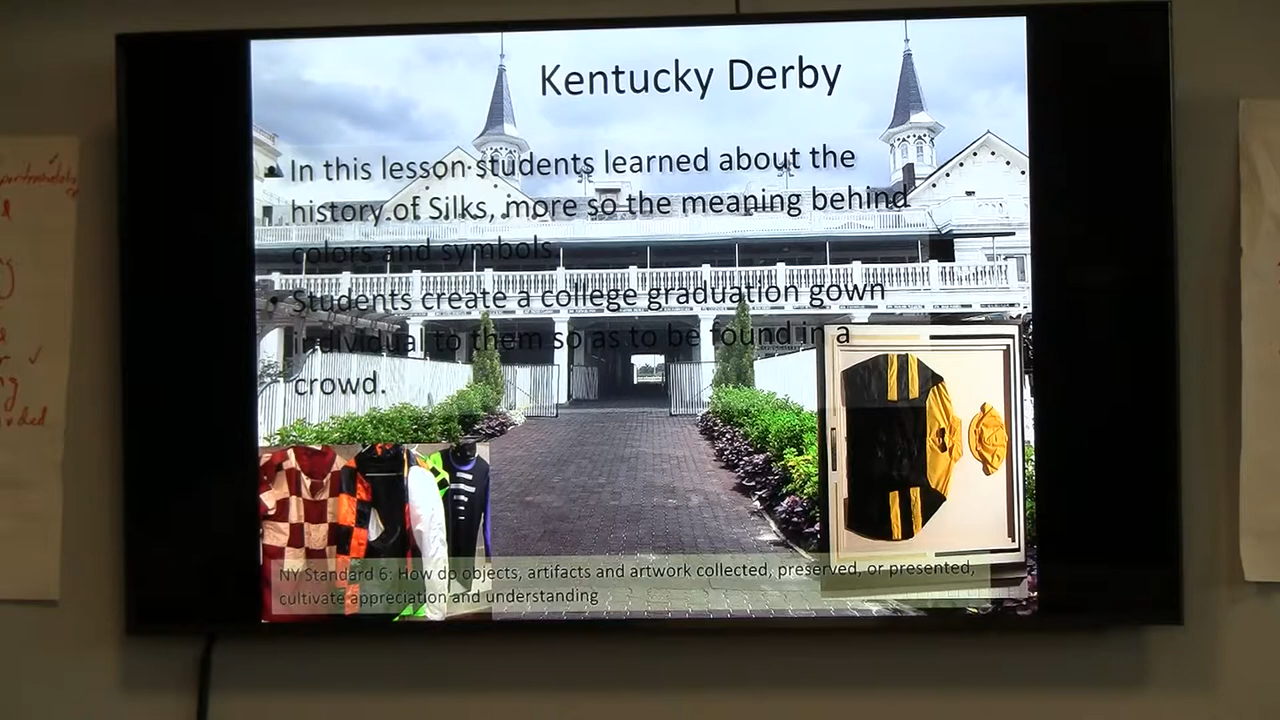 Kentucky Derby
• In this lesson students learned about the
history of Silks, more so the meaning behind
colors and symbols
• Students create a college graduation gown
individual to them so as to be found in a
crowd.
NY Standard 6: How do objects, artifacts and artwork collected, preserved, or presented,
cultivate appreciation and understanding